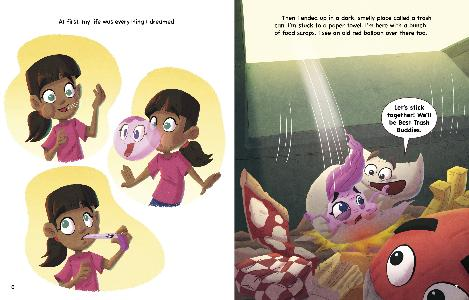 At first, my life was everything I dreamed.
Then I ended up in a dark, smelly place called a trash
can. I'm stuck to a paper towel. I'm here with a bunch
of food scraps. I see an old red balloon over there too.
Let's stick
together! We'll
be Best Trash
Buddies.
6